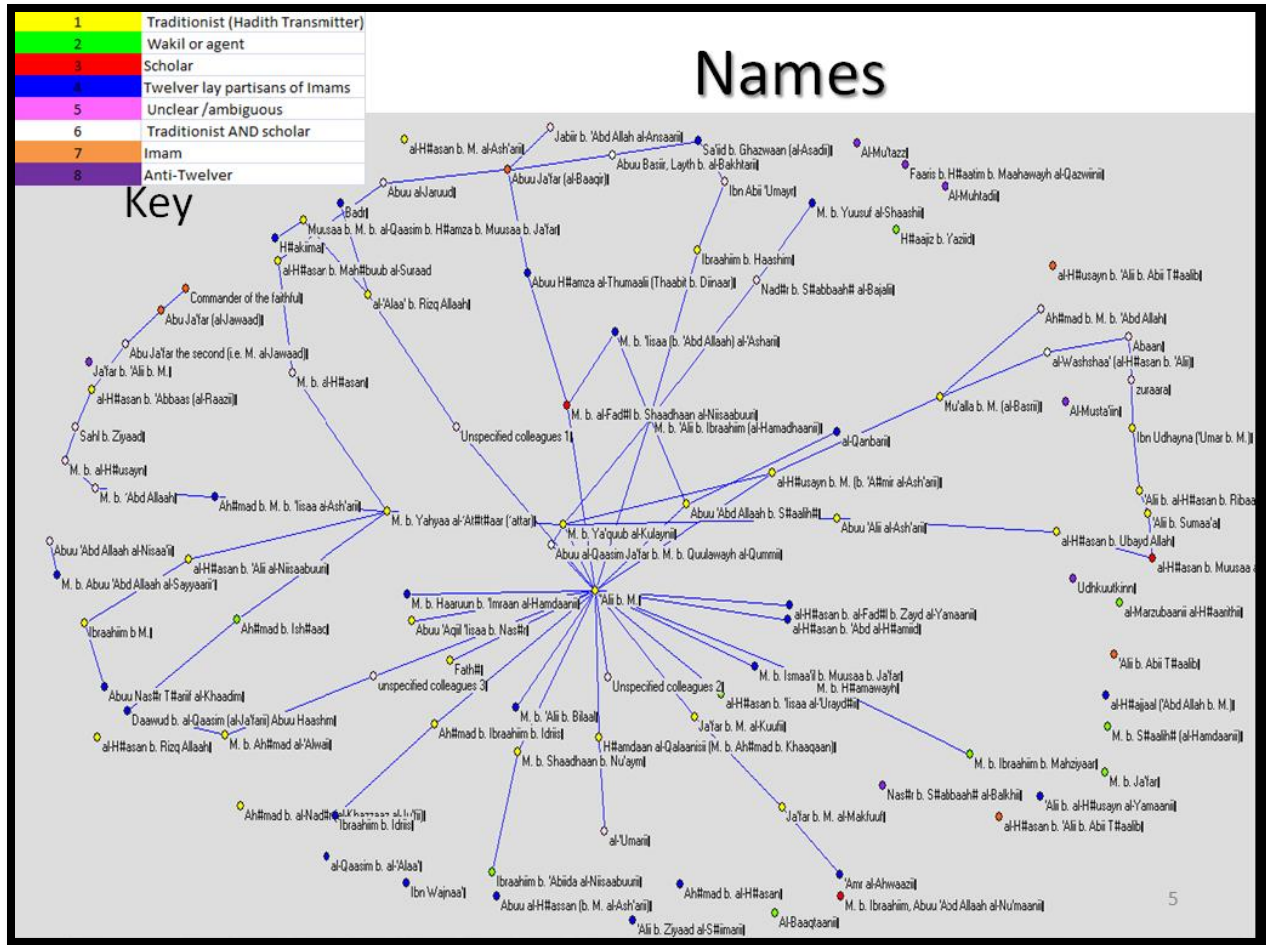 1 Traditionist (Hadith Transmitter)
2 Wakil or agent
3 Scholar
4 Twelver lay partisans of Imams
5 Unclear /ambiguous
6 Traditionist AND scholar
7 Imam
8 Anti-Twelver
Key
Names
Jabiir b. 'Abd Allah al-Ansaarii
al-H#asan b. M. al-Ash'arii
Sa'iid b. Ghazwaan (al-Asadii)
Al-Mu'tazz
Abuu Basiir, Layth b. al-Bakhtarii
Abuu Ja'far (al-Baaqir)
Faaris b. H#aatim b. Maahawayh al-Qazwiinii
Abuu al-Jaruud
Ibn Abii 'Umayr
Al-Muhtadii
Badr
M. b. Yuusuf al-Shaashii
Muusaa b. M. b. al-Qaasim b. H#amza b. Muusaa b. Ja'far
H#aajiz b. Yaziid
H#akiima
Ibraahiim b. Haashim
al-H#asan b. Mah#buub al-Suraad
al-H#usayn b. 'Alii b. Abii T#aalib
Abuu H#amza al-Thumaalii (Thaabit b. Diinaar)
Nad#r b. S#abbaah# al-Bajalii
Commander of the faithful
al-'Alaa' b. Rizq Allaah
Abu Ja'far (al-Jawaad)
Ah#mad b. M. b. 'Abd Allah
M. b. 'Iisaa (b. 'Abd Allaah) al-'Asharii
Abaan
Abu Ja'far the second (i.e. M. al-Jawaad)
al-Washshaa' (al-H#asan b. 'Alii)
Ja'far b. 'Alii b. M.
M. b. al-H#asan
zuraara
al-H#asan b. 'Abbaas (al-Raazii)
Mu'alla b. M. (al-Basrii)
Al-Musta'iin
M. b. al-Fad#l b. Shaadhaan al-Niisaabuuri
M. b. 'Alii b. Ibraahiim (al-Hamadhaanii)
Sahl b. Ziyaad
Unspecified colleagues 1
al-Qanbarii
Ibn Udhayna ('Umar b. M.)
M. b. al-H#usayn
al-H#usayn b. M. (b. 'A#mir al-Ash'arii)
M. b. 'Abd Allaah
Ah#mad b. M. b. 'Iisaa al-Ash'arii
'Alii b. al-H#asan b. Ribaa
M. b. Yahyaa al-'At#t#aar ('attar)
Abuu 'Abd Allaah b. S#aalih#
Abuu 'Alii al-Ash'arii
'Alii b. Sumaa'a
M. b. Ya'quub al-Kulaynii
al-H#asan b. Ubayd Allah
Abuu 'Abd Allaah al-Nisaa'ii
Abuu al-Qaasim Ja'far b. M. b. Quulawayh al-Qummii
al-H#asan b. 'Alii al-Niisaabuurii
al-H#asan b. Muusaa a
M. b. Abuu 'Abd Allaah al-Sayyaarii'
Udhkuutkinn
'Alii b. M.
M. b. Haaruun b. 'Imraan al-Hamdaanii
al-H#asan b. al-Fad#l b. Zayd al-Yamaanii
al-Marzubaanii al-H#aarithii
Abuu 'Aqiil 'Iisaa b. Nas#r
al-H#asan b. 'Abd al-H#amiid
Ibraahiim b M.
Ah#mad b. Ish#aaq
'Alii b. Abii T#aalib
Fath#
M. b. Ismaa'il b. Muusaa b. Ja'far
unspecified colleagues 3
Unspecified colleagues 2
M. b. H#amawayh
Abuu Nas#r T#ariif al-Khaadim
al-H#asan b. 'Iisaa al-'Urayd#ii
al-H#ajjaal ('Abd Allah b. M.)
Daawud b. al-Qaasim (al-Ja'farii) Abuu Haashm
M. b. 'Alii b. Bilaal
Ja'far b. M. al-Kuufii
Ah#mad b. Ibraahiim b. Idriis
M. b. S#aalih# (al-Hamdaanii)
al-H#asan b. Rizq Allaah
M. b. Ah#mad al-'Alwaii
H#amdaan al-Qalaanisii (M. b. Ah#mad b. Khaaqaan)
M. b. Shaadhaan b. Nu'aym
M. b. Ibraahiim b. Mahziyaar
M. b. Ja'far
Nas#r b. S#abbaah# al-Balkhii
'Alii b. al-H#usayn al-Yamaanii
Ah#mad b. al-Nad#r
Ibraahiim b. Idriis
Ja'far b. M. al-Makfuuf
al-H#asan b. 'Alii b. Abii T#aalib
al-'Umarii
al-Qaasim b. al-'Alaa'
Ibn Wajnaa'
Ibraahiim b. 'Abiida al-Niisaabuurii
Ah#mad b. al-H#asan
'Amr al-Ahwaazii
Abuu al-H#assan (b. M. al-Ash'arii)
M. b. Ibraahiim, Abuu 'Abd Allaah al-Nu'maanii
Al-Baaqtaanii
'Alii b. Ziyaad al-S#iimarii
5